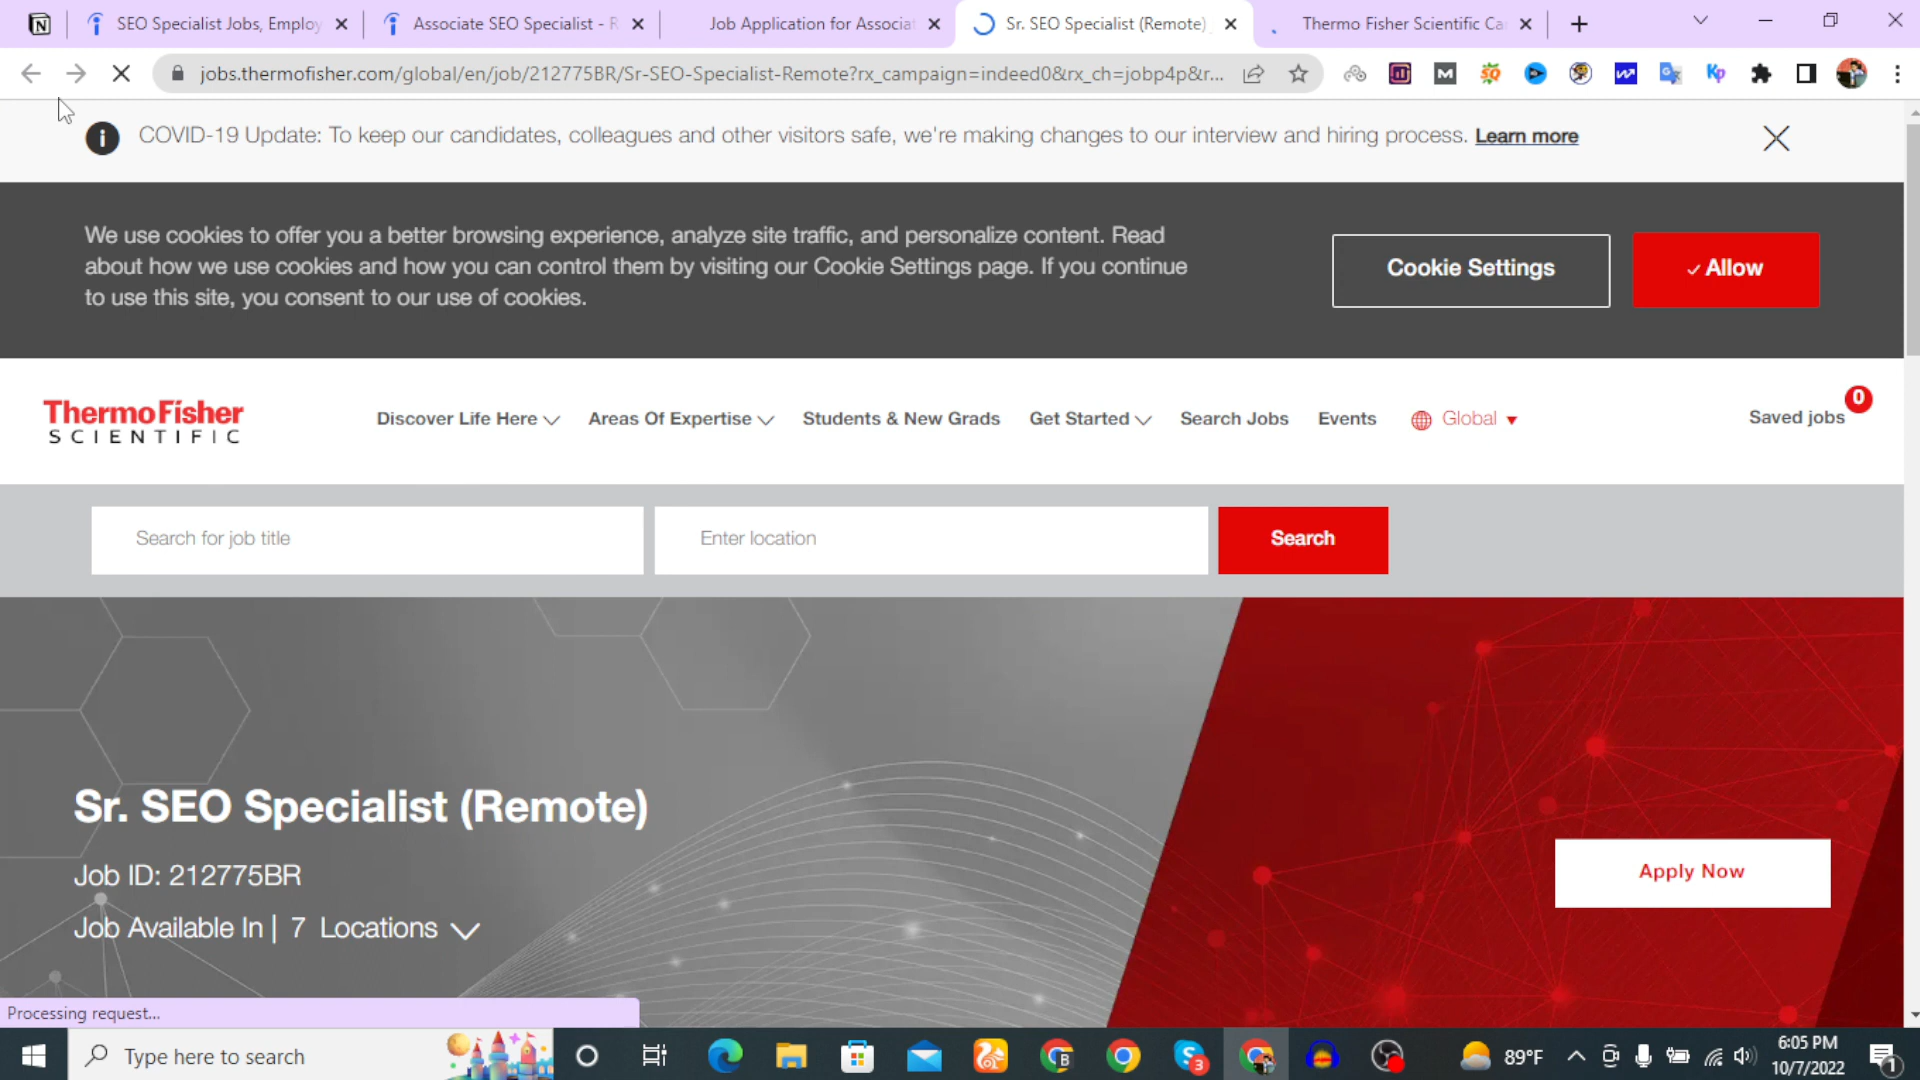 SEO Specialist Jobs, Employ
Associate SEO Specialist - R
Job Application for Associat
Sr. SEO Specialist (Remote)
Thermo Fisher Scientific Ca
jobs.thermofisher.com/global/en/job/212775BR/Sr-SEO-Specialist-Remote?rx_campaign=indeed0&rx_ch=jobp4p&r...
COVID-19 Update: To keep our candidates, colleagues and other visitors safe, we're making changes to our interview and hiring process. Learn more
We use cookies to offer you a better browsing experience, analyze site traffic, and personalize content. Read
about how we use cookies and how you can control them by visiting our Cookie Settings page. If you continue
to use this site, you consent to our use of cookies.
Cookie Settings
Allow
ThermoFisher
SCIENTIFIC
Discover Life Here
Areas Of Expertise
Students & New Grads
Get Started
Search Jobs
Events
Global
Saved jobs
0
Search for job title
Enter location
Search
Sr. SEO Specialist (Remote)
Job ID: 212775BR
Job Available In | 7 Locations
Apply Now
Processing request...
Type here to search
89°F
6:05 PM
10/7/2022